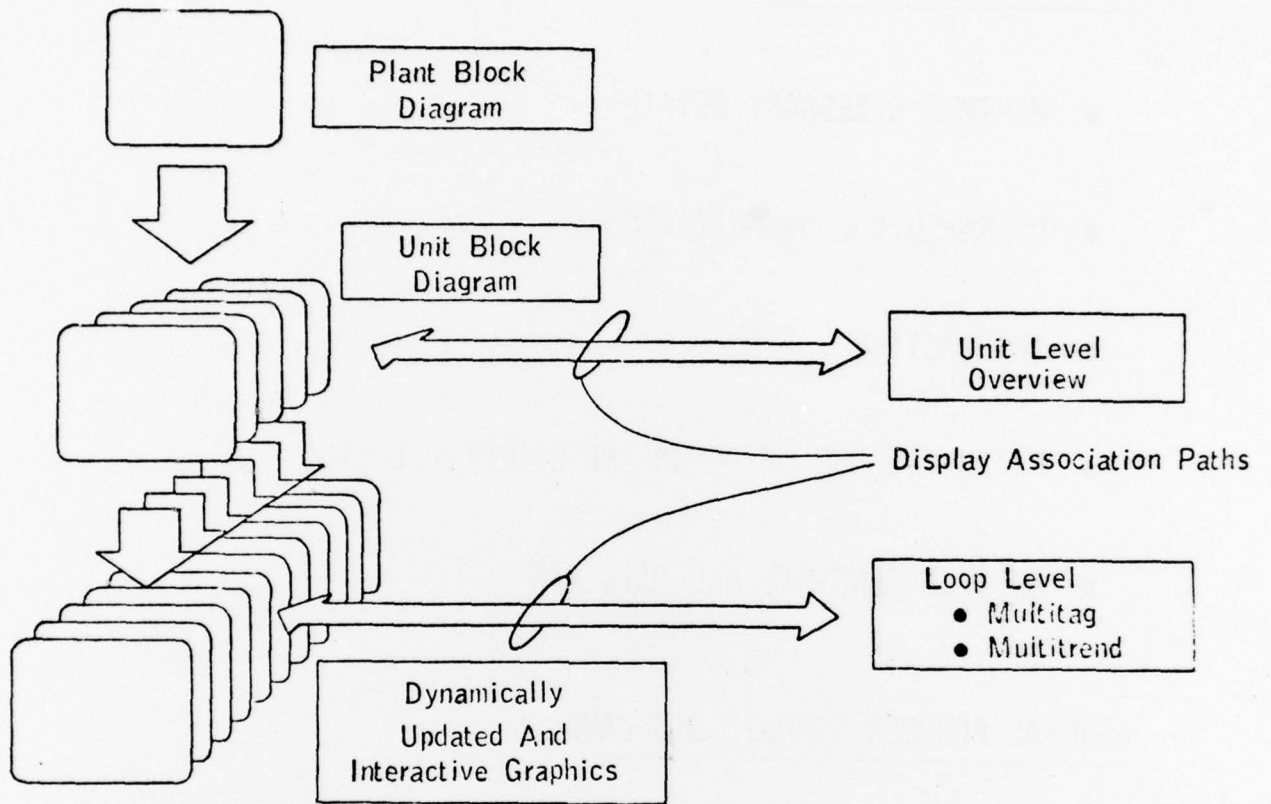 Plant Block
Diagram
Unit Block
Diagram
Unit Level
Overview
Display Association Paths
Loop Level
● Multitag
● Multitrend
Dynamically
Updated And
Interactive Graphics